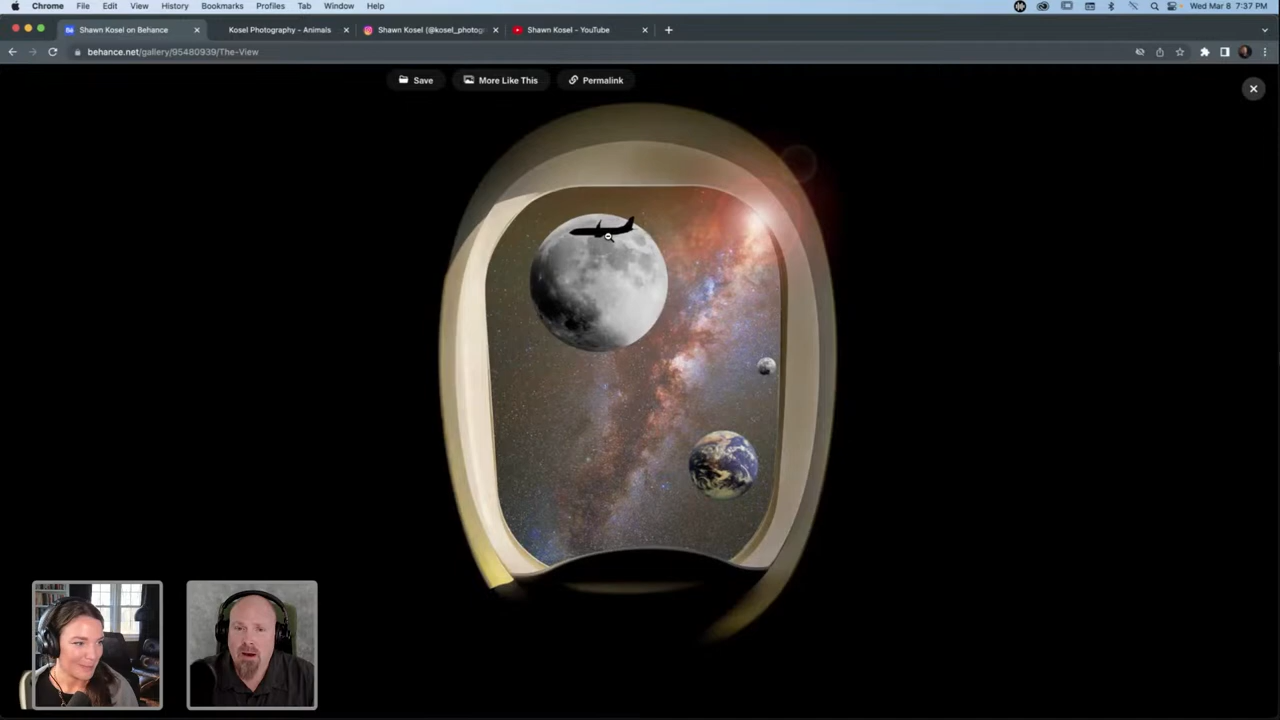 Chrome File Edit View History Bookmarks Profiles Tab Window Help Wed Mar 6 7:37 PM
Shawn Kosel on Behance Kosel Photography - Animals Shawn Kosel (@kosel_photog Shawn Kosel - YouTube
behance.net/gallery/95480939/The-View
Save More Like This Permalink